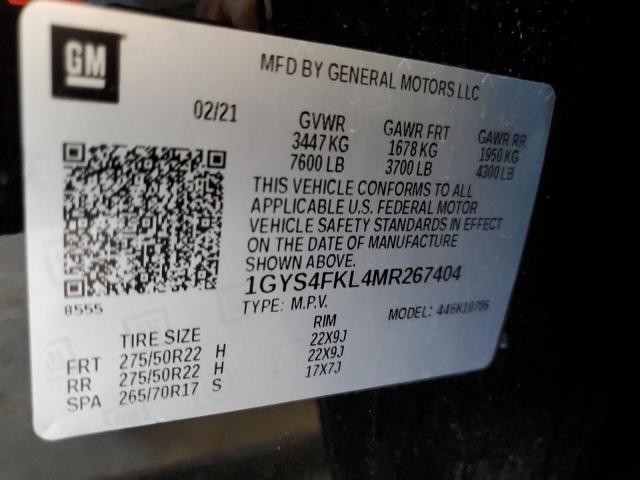 GM
MFD BY GENERAL MOTORS LLC
02/21
GVWR GAWR FRT GAWR RR
3447 KG 1678 KG 1950 KG
7600 LB 3700 LB 4300 LB
THIS VEHICLE CONFORMS TO ALL
APPLICABLE U.S. FEDERAL MOTOR
VEHICLE SAFETY STANDARDS IN EFFECT
ON THE DATE OF MANUFACTURE
SHOWN ABOVE.
1GYS4FKL4MR267404
8555
TYPE: M.P.V. MODEL: 446K10706
TIRE SIZE RIM
FRT 275/50R22 H 22X9J
RR 275/50R22 H 22X9J
SPA 265/70R17 S 17X7J